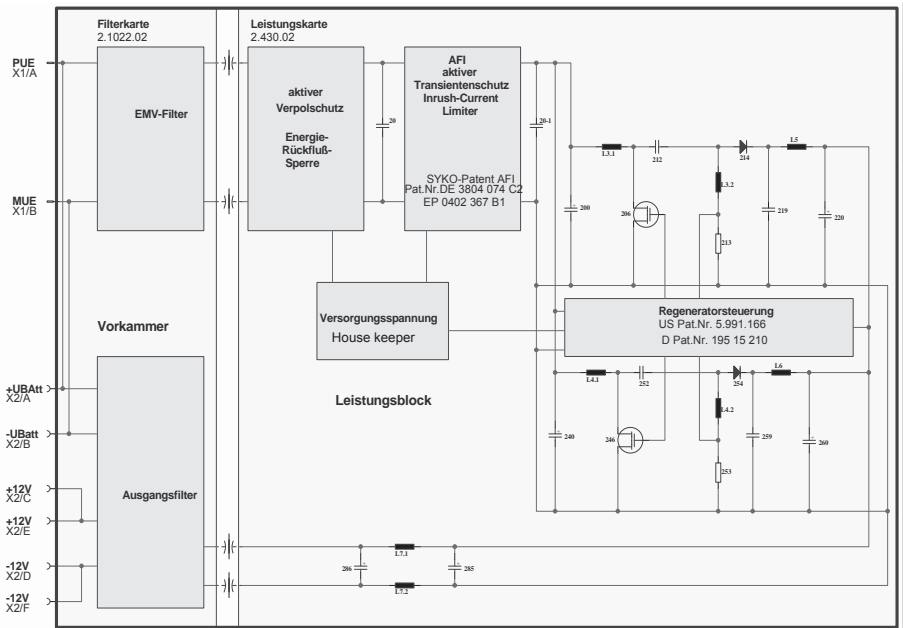 Filterkarte
2.1022.02
Leistungskarte
2.430.02
PUE
X1/A
MUE
X1/B
EMV-Filter
aktiver
Verpolschutz
Energie-
Rückfluß-
Sperre
20
AFI
aktiver
Transientenschutz
Inrush-Current
Limiter
SYKO-Patent AFI
Pat.Nr.DE 3804 074 C2
EP 0402 367 B1
20-1
L3.1
212
214
L5
L3.2
200
206
219
220
213
Versorgungsspannung
House keeper
Regeneratorsteuerung
US Pat.Nr. 5.991.166
D Pat.Nr. 195 15 210
Vorkammer
Leistungsblock
L4.1
252
254
L6
L4.2
240
246
259
260
253
+UBAtt
X2/A
-UBatt
X2/B
+12V
X2/C
+12V
X2/E
-12V
X2/D
-12V
X2/F
Ausgangsfilter
L7.1
286
285
L7.2